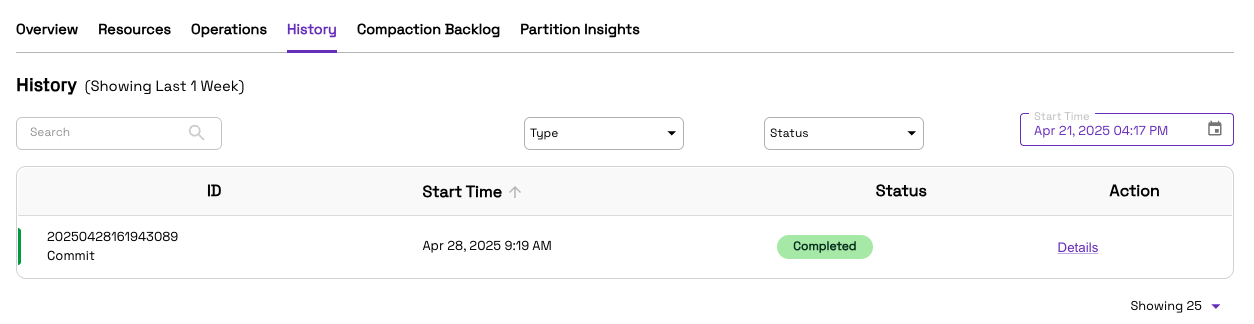 Overview Resources Operations History Compaction Backlog Partition Insights
History (Showing Last 1 Week)
Search Type Status Start Time
Apr 21, 2025 04:17 PM
ID Start Time Status Action
20250428161943089
Commit
Apr 28, 2025 9:19 AM Completed Details
Showing 25